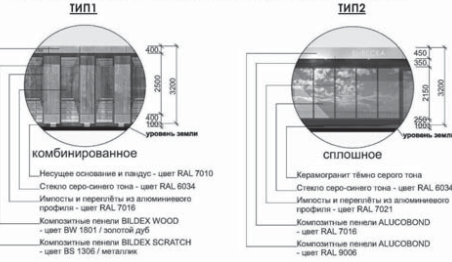 ТИП1
400
2500
3200
400
100
уровень земли
комбинированное
Несущее основание и пандус - цвет RAL 7010
Стекло серо-синего тона - цвет RAL 6034
Импосты и переплёты из алюминиевого
профиля - цвет RAL 7016
Композитные пенели BILDEX WOOD
- цвет BW 1801 / золотой дуб
Композитные пенели BILDEX SCRATCH
- цвет BS 1306 / металлик
ТИП2
450
350
2150
3200
350
100
уровень земли
сплошное
Керамогранит тёмно серого тона
Стекло серо-синего тона - цвет RAL 6034
Импосты и переплёты из алюминиевого
профиля - цвет RAL 7021
Композитные пенели ALUCOBOND
- цвет RAL 7016
Композитные пенели ALUCOBOND
- цвет RAL 9006